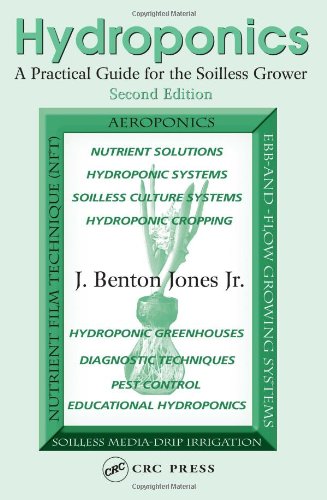 Hydroponics
A Practical Guide for the Soilless Grower
Second Edition
AEROPONICS
NUTRIENT FILM TECHNIQUE (NFT)
EBB-AND-FLOW GROWING SYSTEMS
NUTRIENT SOLUTIONS
HYDROPONIC SYSTEMS
SOILLESS CULTURE SYSTEMS
HYDROPONIC CROPPING
J. Benton Jones Jr.
HYDROPONIC GREENHOUSES
DIAGNOSTIC TECHNIQUES
PEST CONTROL
EDUCATIONAL HYDROPONICS
SOILLESS MEDIA-DRIP IRRIGATION
CRC CRC PRESS